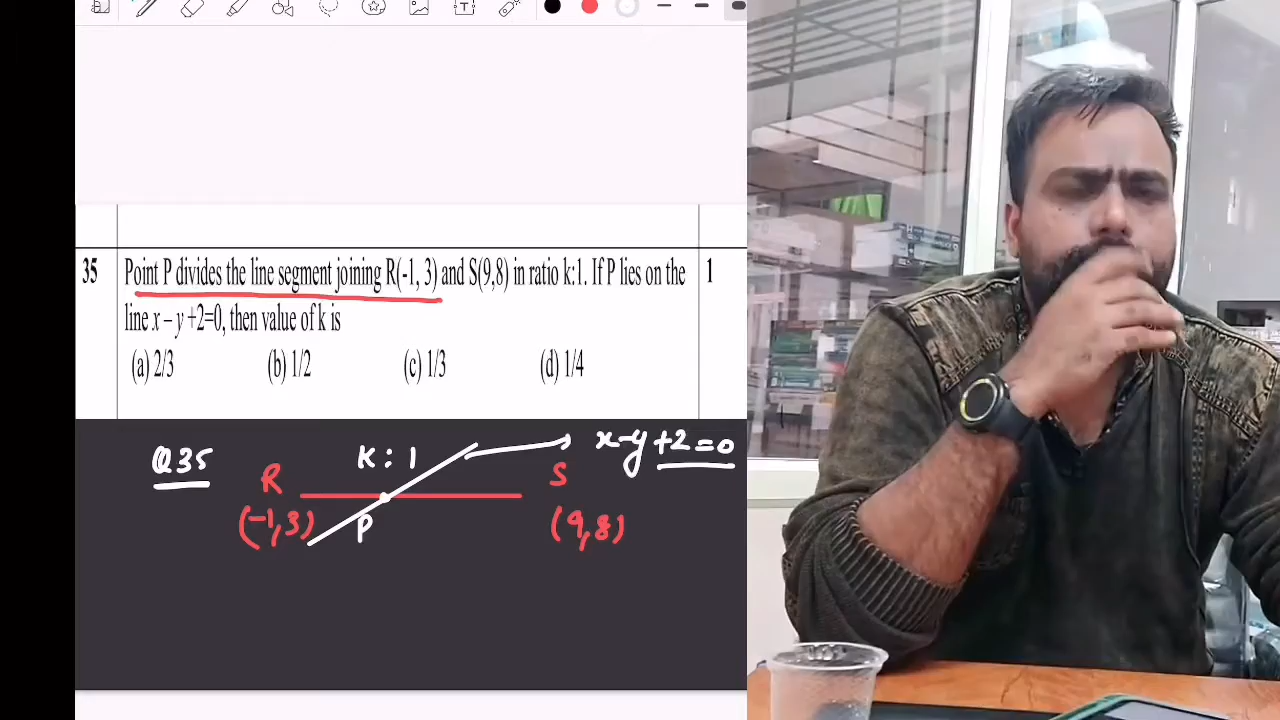 35 Point P divides the line segment joining R(-1, 3) and S(9,8) in ratio k:1. If P lies on the 1
line x – y +2=0, then value of k is
(a) 2/3 (b) 1/2 (c) 1/3 (d) 1/4
Q35 K : 1 x-y+2=0
R S
(-1,3) P (9,8)